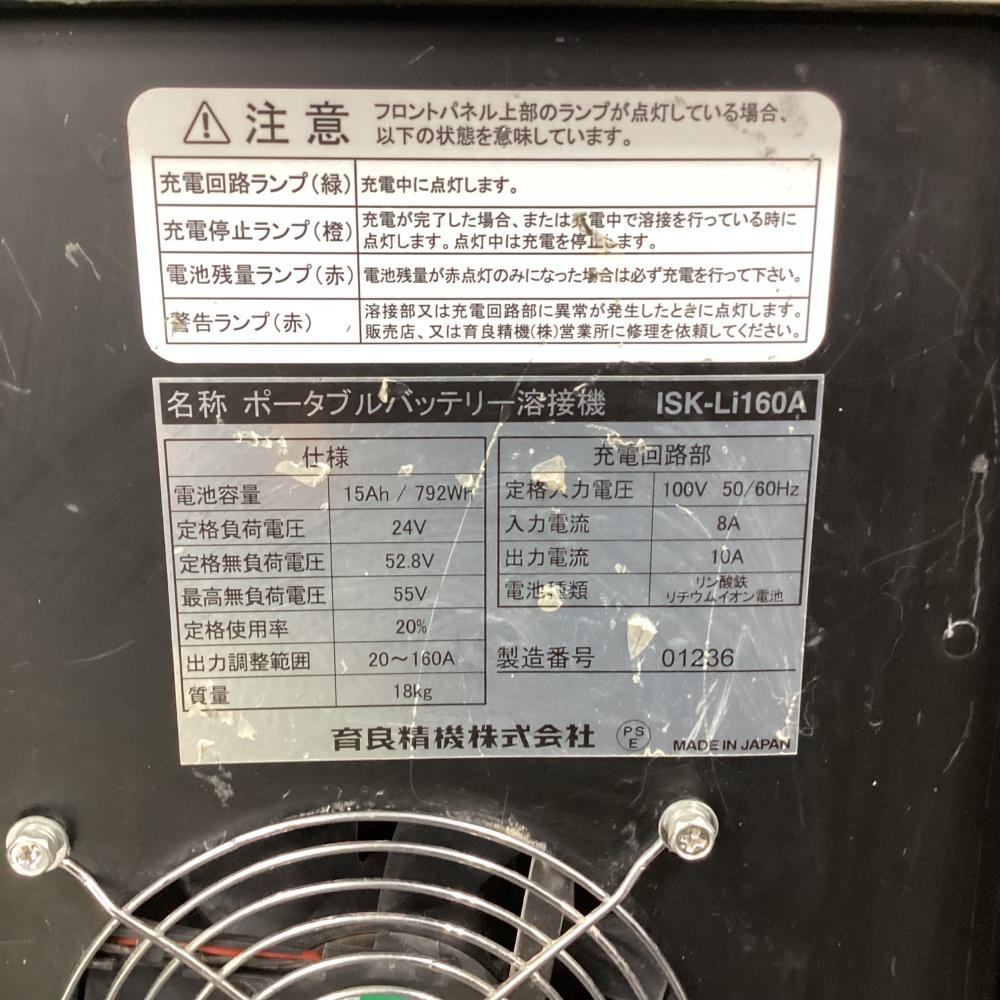 注意 フロントパネル上部のランプが点灯している場合、
以下の状態を意味しています。
充電回路ランプ(緑) 充電中に点灯します。
充電停止ランプ(橙) 充電が完了した場合、または充電中で溶接を行っている時に
点灯します。点灯中は充電を停止します。
電池残量ランプ(赤) 電池残量が赤点灯のみになった場合は必ず充電を行って下さい。
警告ランプ(赤) 溶接部又は充電回路部に異常が発生したときに点灯します。
販売店、又は育良精機(株)営業所に修理を依頼してください。
名称 ポータブルバッテリー溶接機 ISK-Li160A
仕様
電池容量 15Ah / 792Wh
定格負荷電圧 24V
定格無負荷電圧 52.8V
最高無負荷電圧 55V
定格使用率 20%
出力調整範囲 20〜160A
質量 18kg
充電回路部
定格入力電圧 100V 50/60Hz
入力電流 8A
出力電流 10A
電池種類 リン酸鉄
リチウムイオン電池
製造番号 01236
育良精機株式会社 PS
E MADE IN JAPAN